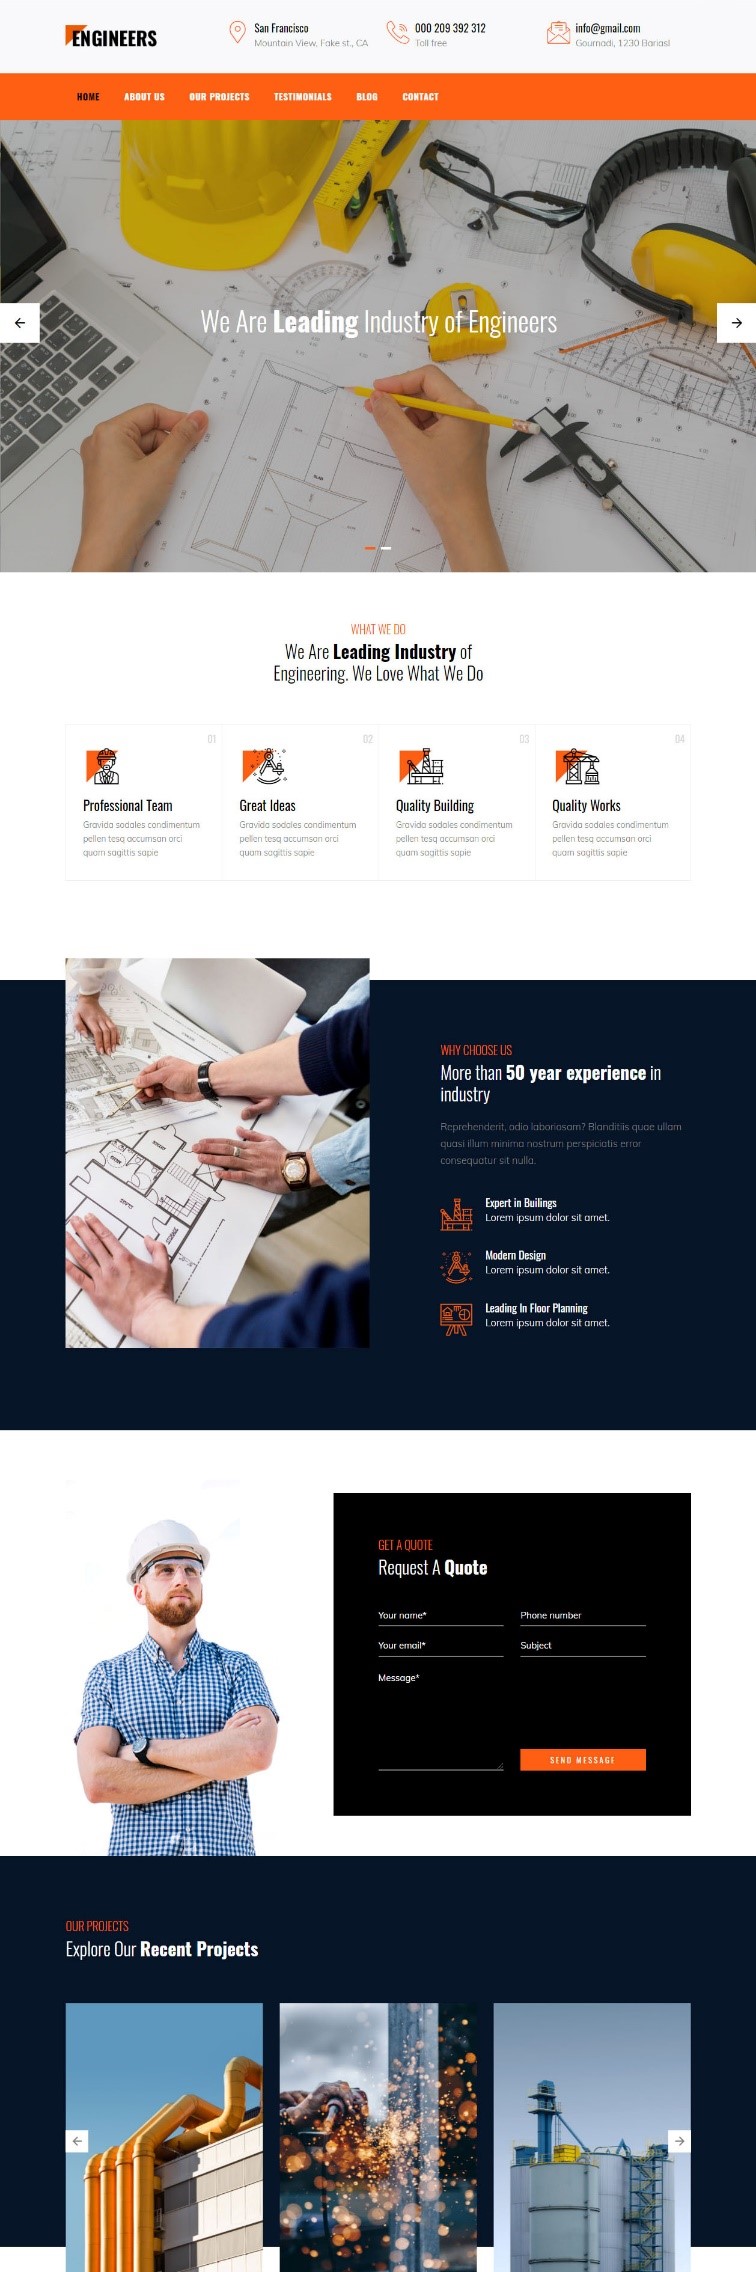 ENGINEERS
San Francisco
Mountain View, Fake st., CA
000 209 392 312
Toll free
info@gmail.com
Gournadi, 1230 Bariasl
HOME ABOUT US OUR PROJECTS TESTIMONIALS BLOG CONTACT
We Are Leading Industry of Engineers
WHAT WE DO
We Are Leading Industry of
Engineering. We Love What We Do
01
Professional Team
Gravida sodales condimentum
pellen tesq accumsan orci
quam sagittis sapie
02
Great Ideas
Gravida sodales condimentum
pellen tesq accumsan orci
quam sagittis sapie
03
Quality Building
Gravida sodales condimentum
pellen tesq accumsan orci
quam sagittis sapie
04
Quality Works
Gravida sodales condimentum
pellen tesq accumsan orci
quam sagittis sapie
WHY CHOOSE US
More than 50 year experience in
industry
Reprehenderit, odio laboriosam? Blanditiis quae ullam
quasi illum minima nostrum perspiciatis error
consequatur sit nulla.
Expert in Builings
Lorem ipsum dolor sit amet.
Modern Design
Lorem ipsum dolor sit amet.
Leading In Floor Planning
Lorem ipsum dolor sit amet.
GET A QUOTE
Request A Quote
Your name*
Phone number
Your email*
Subject
Message*
SEND MESSAGE
OUR PROJECTS
Explore Our Recent Projects